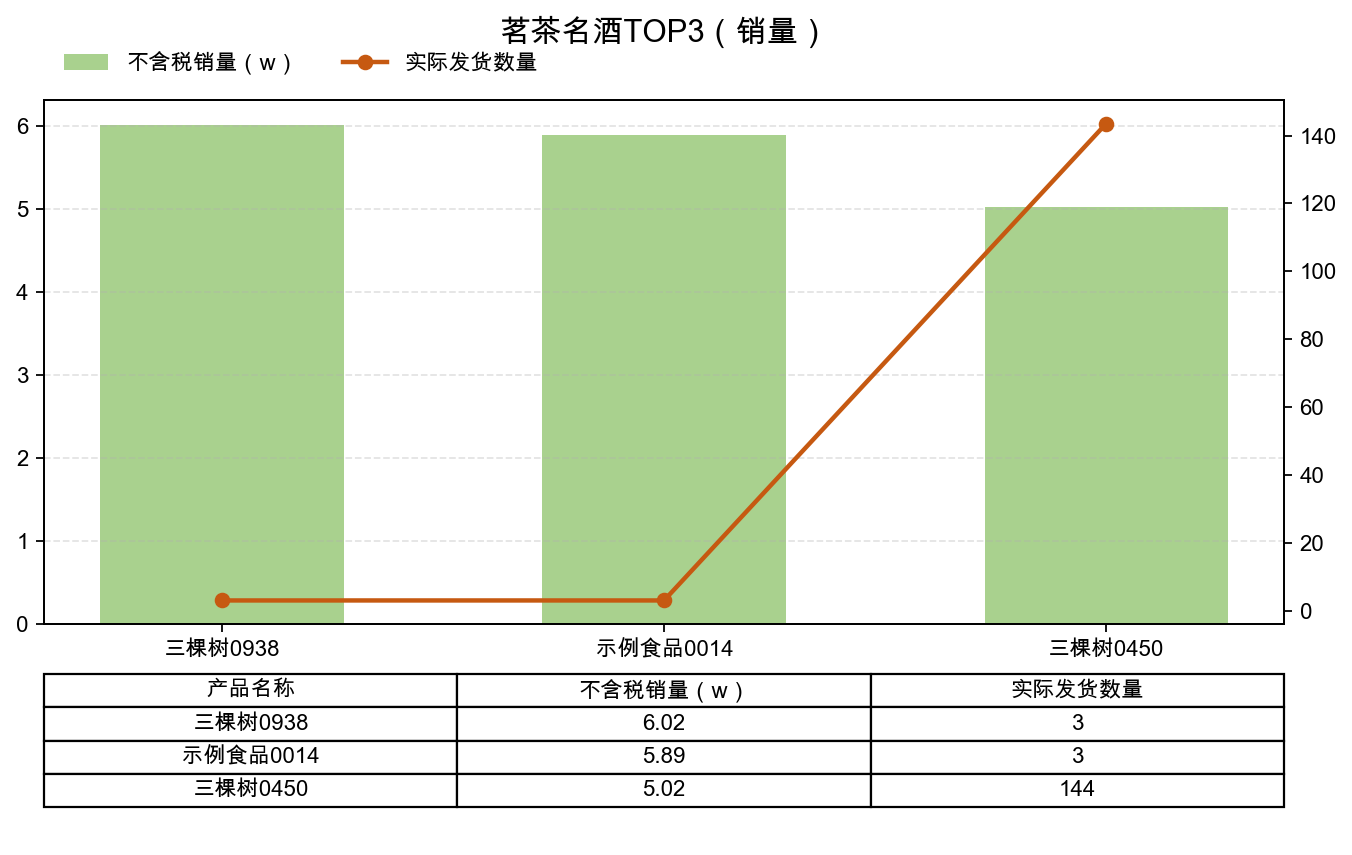 茗茶名酒TOP3（销量）
不含税销量（w） 实际发货数量
6 140
5 120
4 100
3 80
2 60
1 40
0 20
0
三棵树0938 示例食品0014 三棵树0450
产品名称 不含税销量（w） 实际发货数量
三棵树0938 6.02 3
示例食品0014 5.89 3
三棵树0450 5.02 144